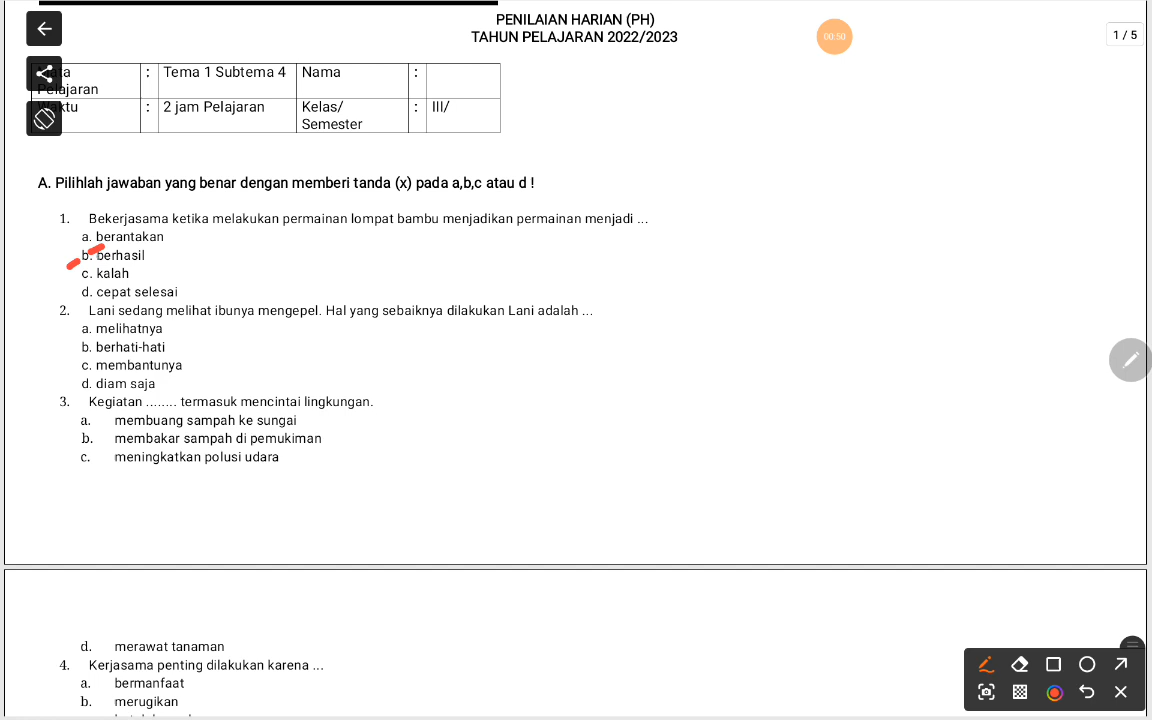 PENILAIAN HARIAN (PH)
TAHUN PELAJARAN 2022/2023
00:50
1 / 5
: Tema 1 Subtema 4 Nama :
Pelajaran
: 2 jam Pelajaran Kelas/ : III/
Semester
A. Pilihlah jawaban yang benar dengan memberi tanda (x) pada a,b,c atau d !
1. Bekerjasama ketika melakukan permainan lompat bambu menjadikan permainan menjadi ...
a. berantakan
b. berhasil
c. kalah
d. cepat selesai
2. Lani sedang melihat ibunya mengepel. Hal yang sebaiknya dilakukan Lani adalah ...
a. melihatnya
b. berhati-hati
c. membantunya
d. diam saja
3. Kegiatan ........ termasuk mencintai lingkungan.
a. membuang sampah ke sungai
b. membakar sampah di pemukiman
c. meningkatkan polusi udara
d. merawat tanaman
4. Kerjasama penting dilakukan karena ...
a. bermanfaat
b. merugikan